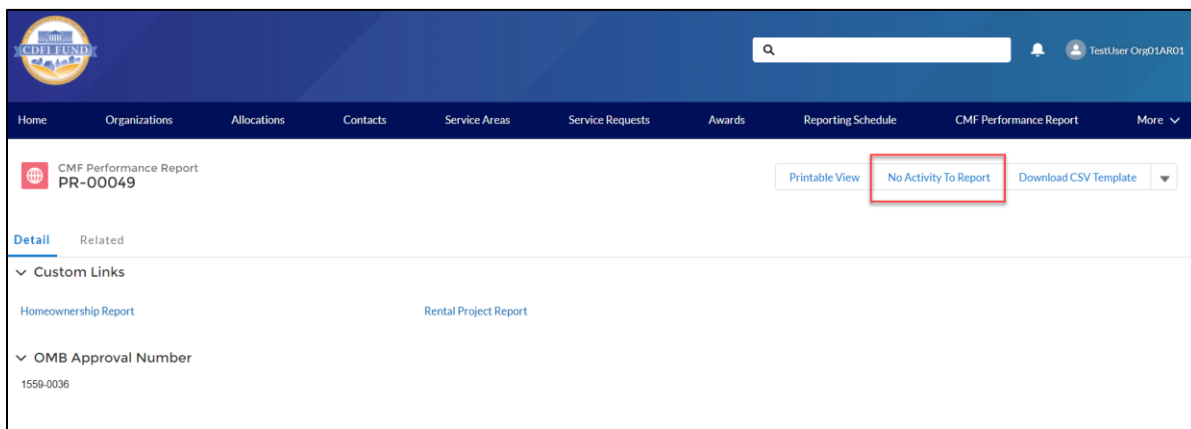 CDFI FUND
TestUser Org01AR01
Home Organizations Allocations Contacts Service Areas Service Requests Awards Reporting Schedule CMF Performance Report More
CMF Performance Report
PR-00049
Printable View No Activity To Report Download CSV Template
Detail Related
Custom Links
Homeownership Report Rental Project Report
OMB Approval Number
1559-0036